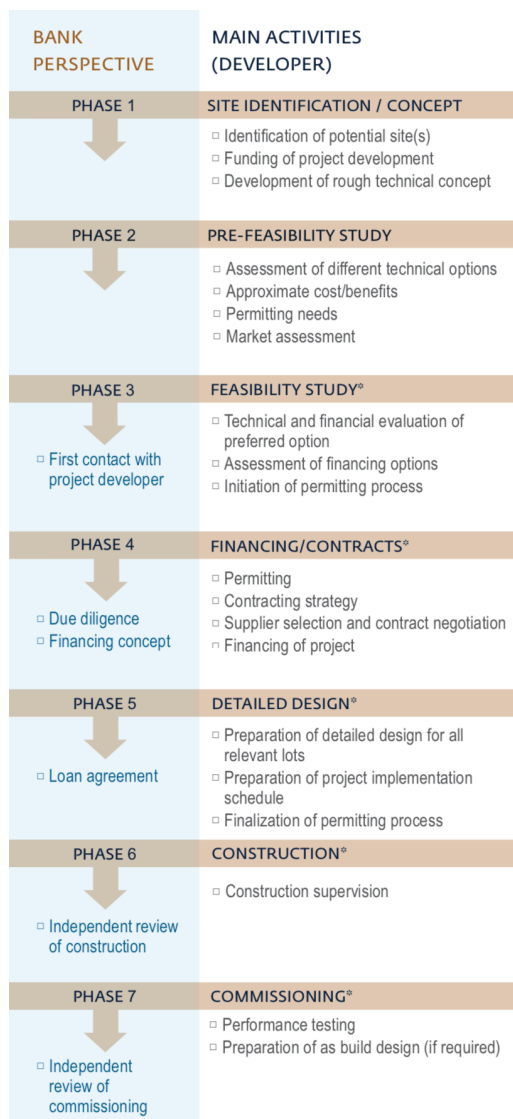 BANK
PERSPECTIVE
MAIN ACTIVITIES
(DEVELOPER)
PHASE 1
SITE IDENTIFICATION / CONCEPT
□ Identification of potential site(s)
□ Funding of project development
□ Development of rough technical concept
PHASE 2
PRE-FEASIBILITY STUDY
□ Assessment of different technical options
□ Approximate cost/benefits
□ Permitting needs
□ Market assessment
PHASE 3
FEASIBILITY STUDY*
□ First contact with
project developer
□ Technical and financial evaluation of
preferred option
□ Assessment of financing options
□ Initiation of permitting process
PHASE 4
FINANCING/CONTRACTS*
□ Due diligence
□ Financing concept
□ Permitting
□ Contracting strategy
□ Supplier selection and contract negotiation
□ Financing of project
PHASE 5
DETAILED DESIGN*
□ Loan agreement
□ Preparation of detailed design for all
relevant lots
□ Preparation of project implementation
schedule
□ Finalization of permitting process
PHASE 6
CONSTRUCTION*
□ Independent review
of construction
□ Construction supervision
PHASE 7
COMMISSIONING*
□ Independent
review of
commissioning
□ Performance testing
□ Preparation of as build design (if required)